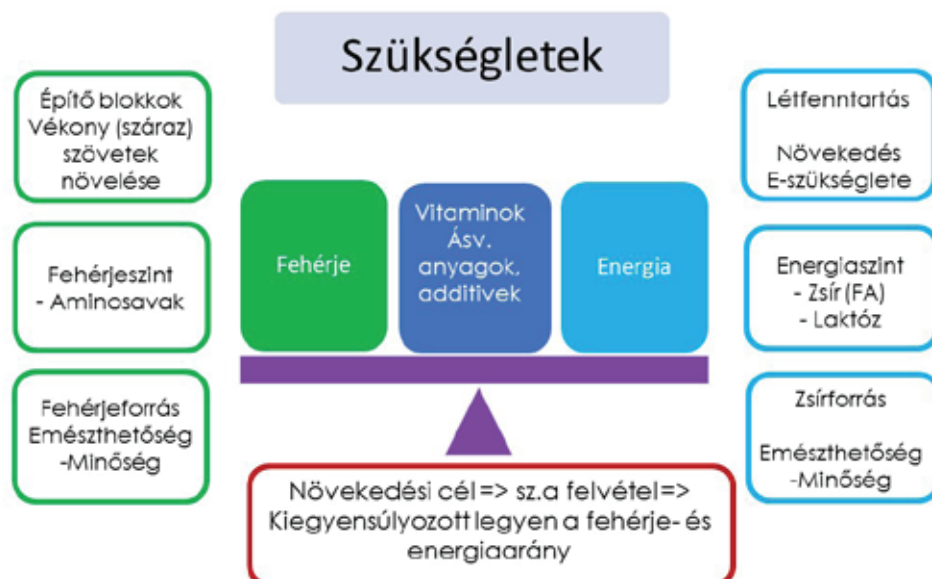 Szükségletek
Építő blokkok
Vékony (száraz)
szövetek
növelése
Fehérjeszint
- Aminosavak
Fehérjeforrás
Emészthetőség
-Minőség
Fehérje
Vitaminok
Ásv.
anyagok,
additivek
Energia
Létfenntartás
Növekedés
E-szükséglete
Energiaszint
- Zsír (FA)
- Laktóz
Zsírforrás
Emészthetőség
-Minőség
Növekedési cél=> sz.a felvétel=>
Kiegyensúlyozott legyen a fehérje- és
energiaarány